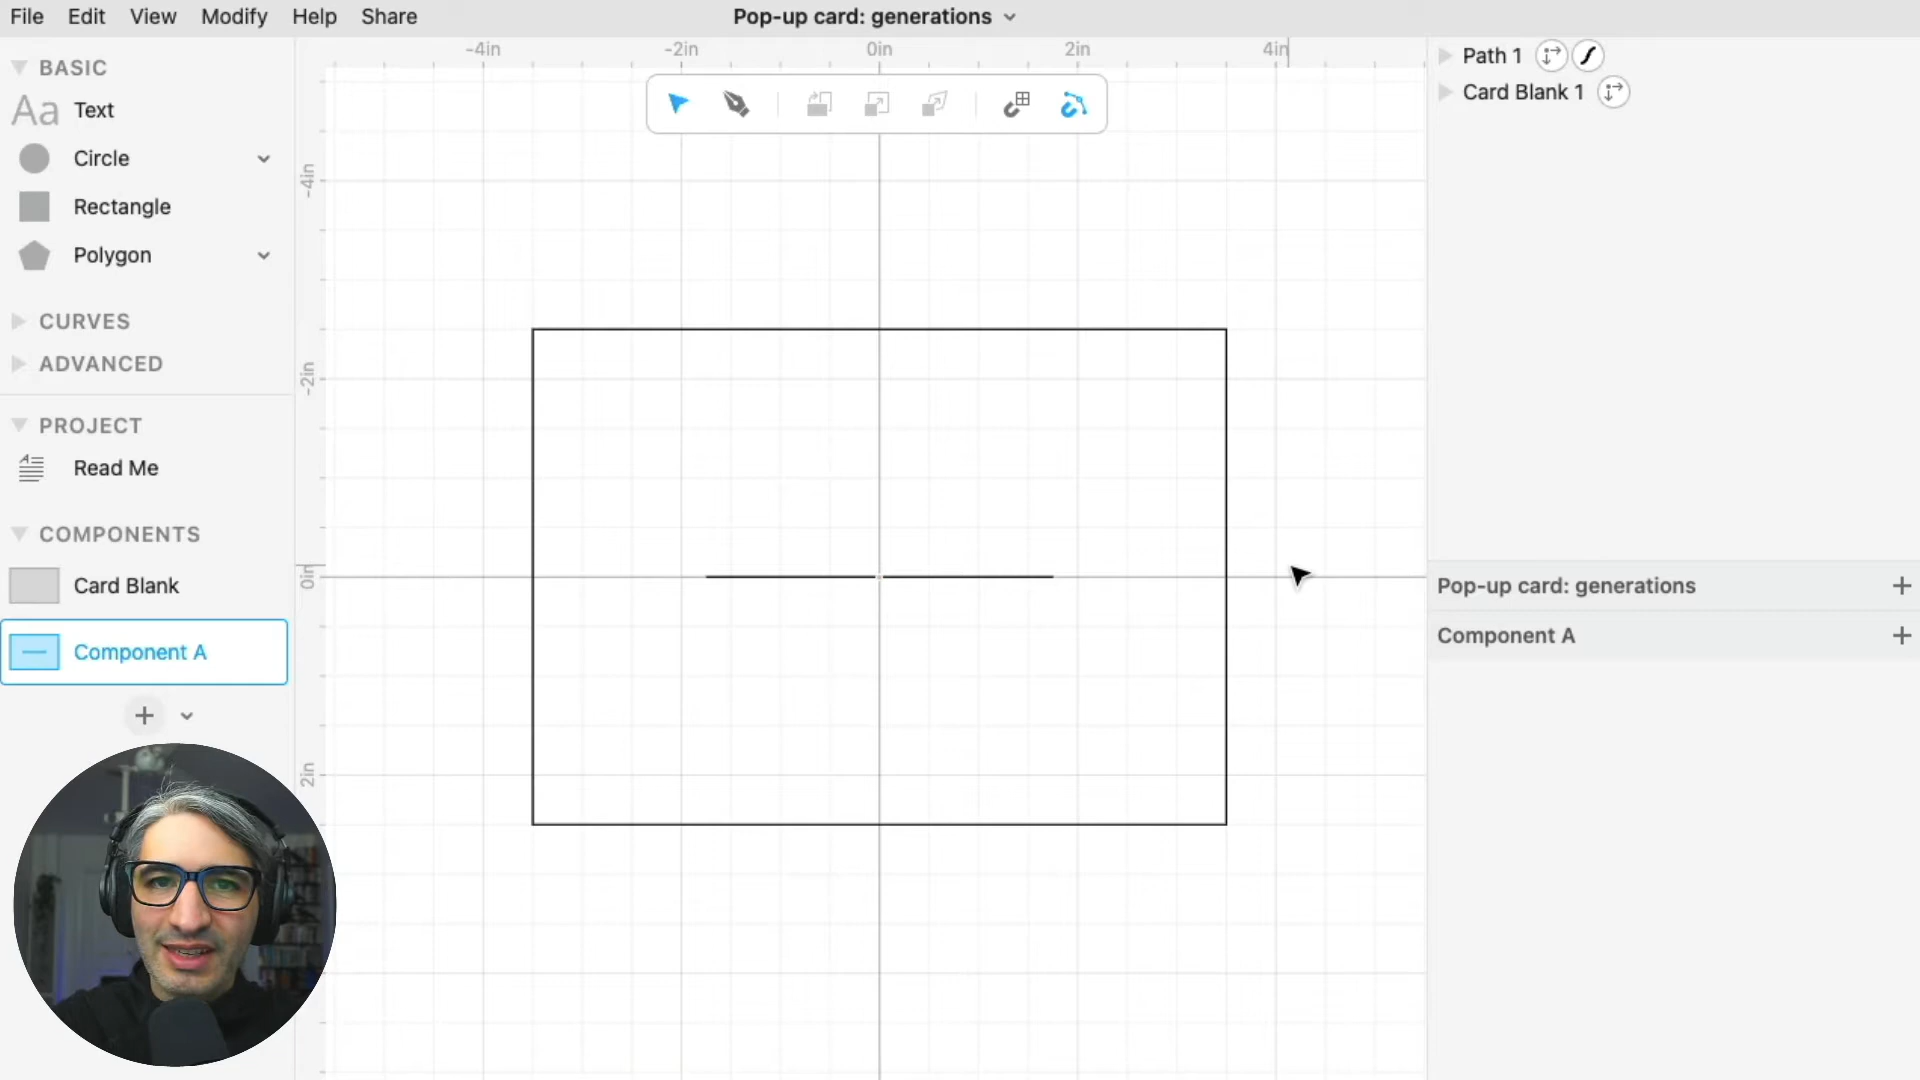 File Edit View Modify Help Share
Pop-up card: generations
BASIC
Aa Text
Circle
Rectangle
Polygon
CURVES
ADVANCED
PROJECT
Read Me
COMPONENTS
Card Blank
Component A
-4in -2in 0in 2in 4in
-4in
-2in
0in
2in
Path 1
Card Blank 1
Pop-up card: generations
Component A